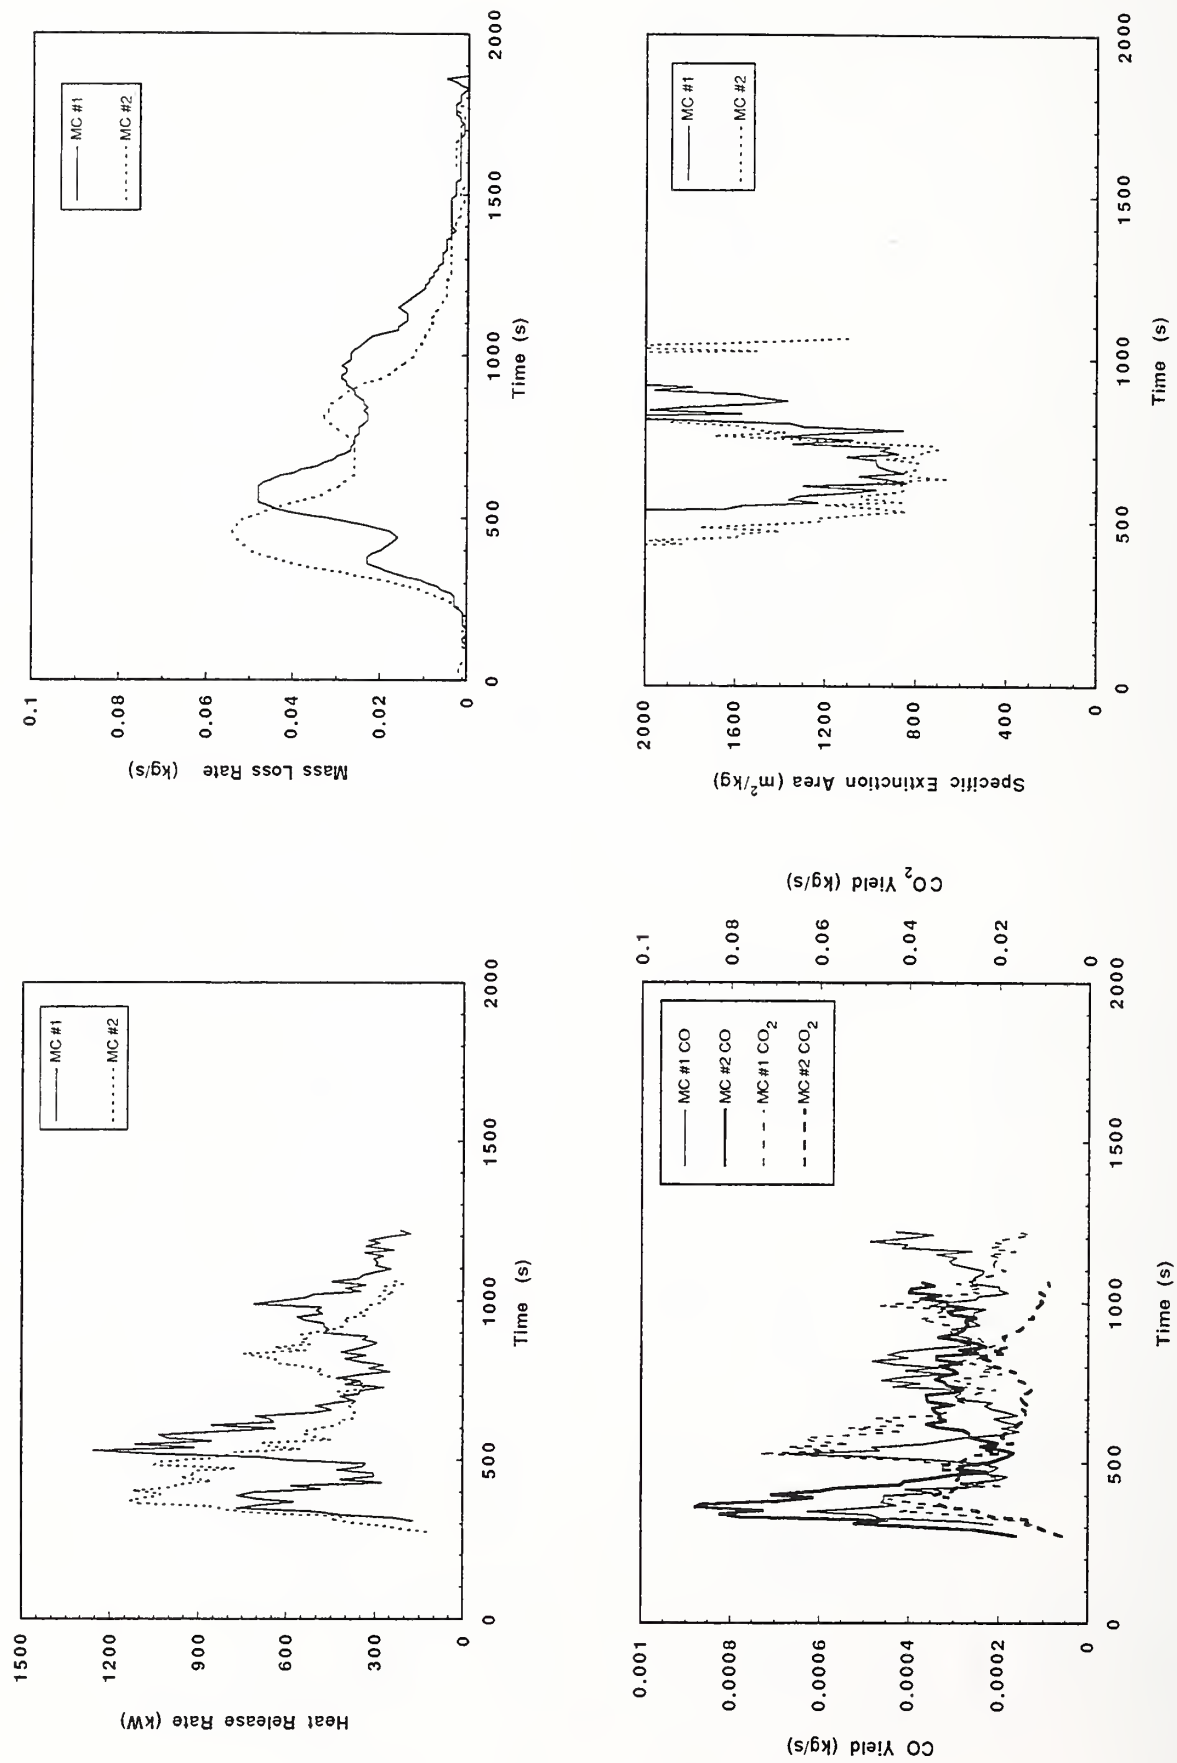 1500
1200
900
600
300
0
Heat Release Rate (kW)
MC #1
MC #2
0
500
1000
1500
2000
Time (s)
0.1
0.08
0.06
0.04
0.02
0
Mass Loss Rate (kg/s)
MC #1
MC #2
0
500
1000
1500
2000
Time (s)
0.001
0.0008
0.0006
0.0004
0.0002
0
CO Yield (kg/s)
MC #1 CO
MC #2 CO
MC #1 CO2
MC #2 CO2
0.1
0.08
0.06
0.04
0.02
0
CO2 Yield (kg/s)
0
500
1000
1500
2000
Time (s)
2000
1600
1200
800
400
0
Specific Extinction Area (m²/kg)
MC #1
MC #2
0
500
1000
1500
2000
Time (s)